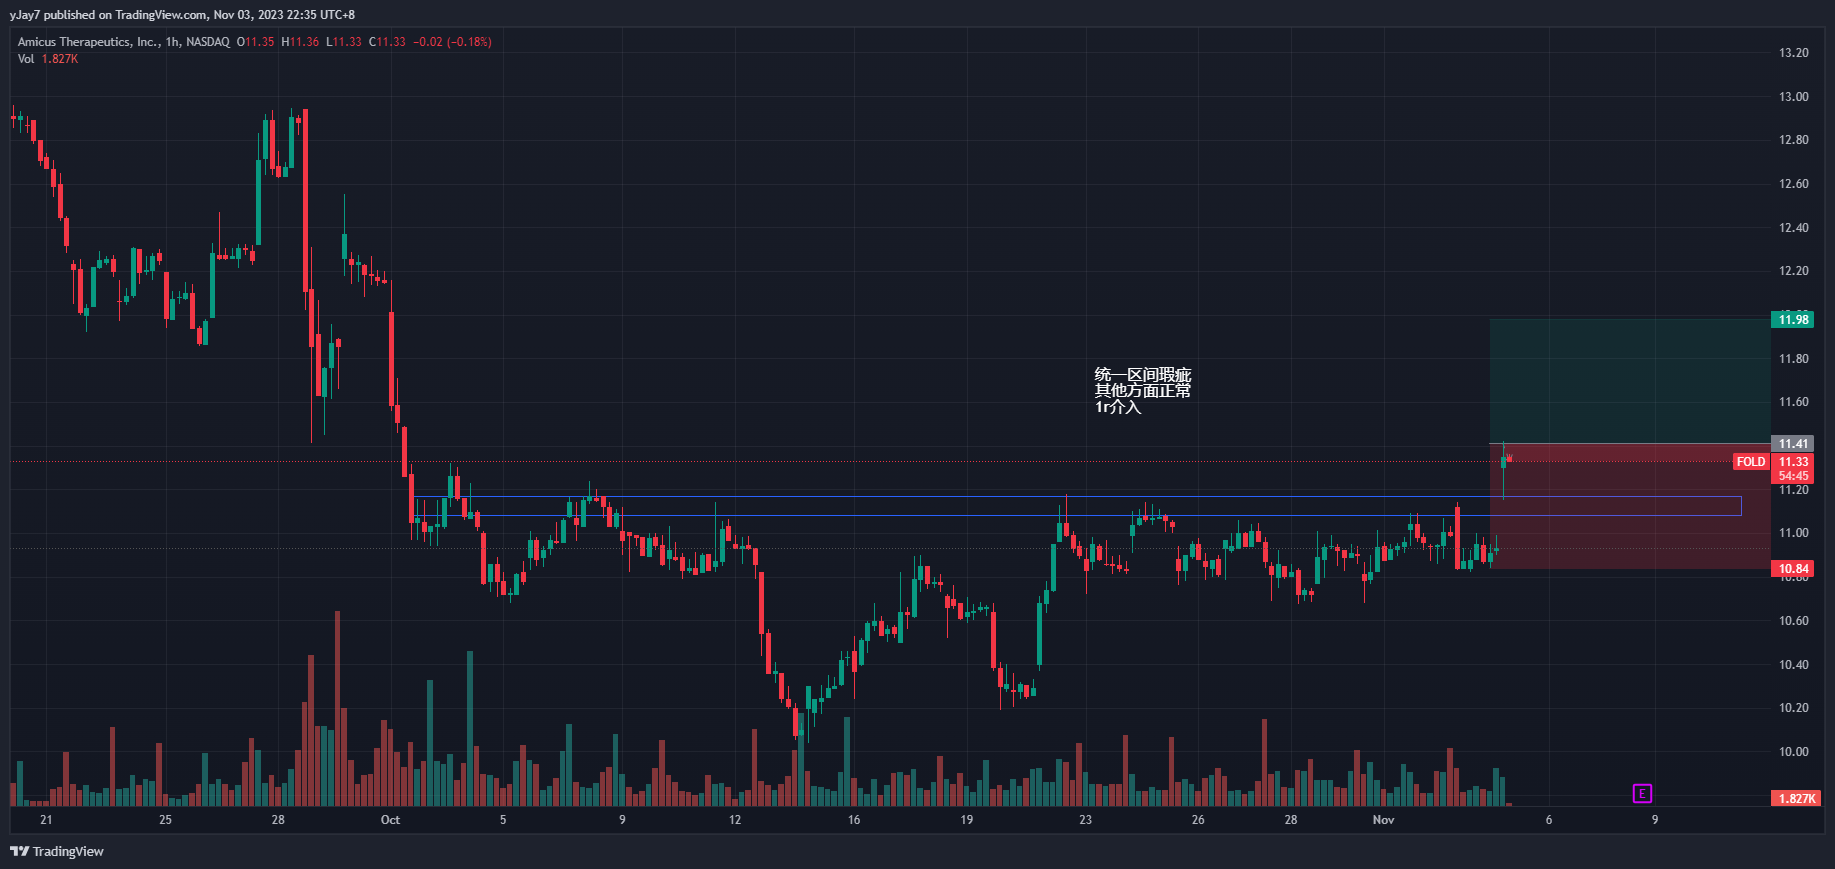 yJay7 published on TradingView.com, Nov 03, 2023 22:35 UTC+8
Amicus Therapeutics, Inc., 1h, NASDAQ O11.35 H11.36 L11.33 C11.33 −0.02 (−0.18%)
Vol 1.827K
13.20
13.00
12.80
12.60
12.40
12.20
11.98
11.80
统一区间瑕疵
其他方面正常
1r介入
11.60
11.41
FOLD 11.33
54:45
11.20
11.00
10.84
10.60
10.40
10.20
10.00
E
1.827K
21 25 28 Oct 5 9 12 16 19 23 26 28 Nov 6 9
TradingView